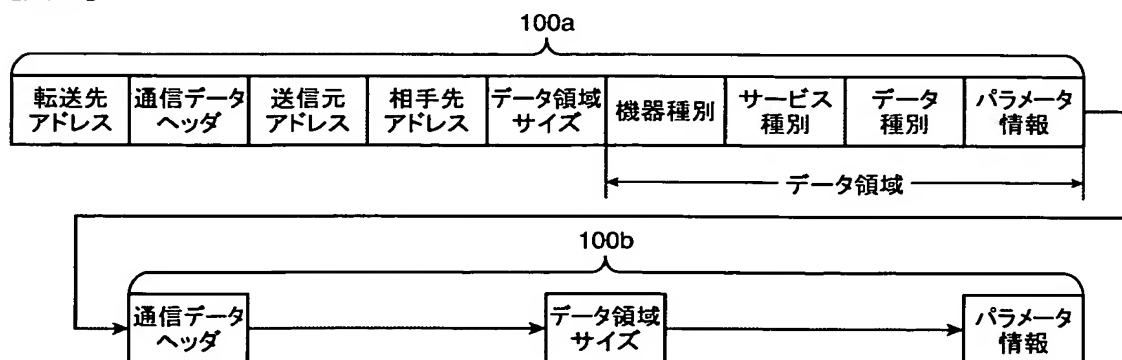 100a
転送先
アドレス
通信データ
ヘッダ
送信元
アドレス
相手先
アドレス
データ領域
サイズ
機器種別
サービス
種別
データ
種別
パラメータ
情報
データ領域
100b
通信データ
ヘッダ
データ領域
サイズ
パラメータ
情報